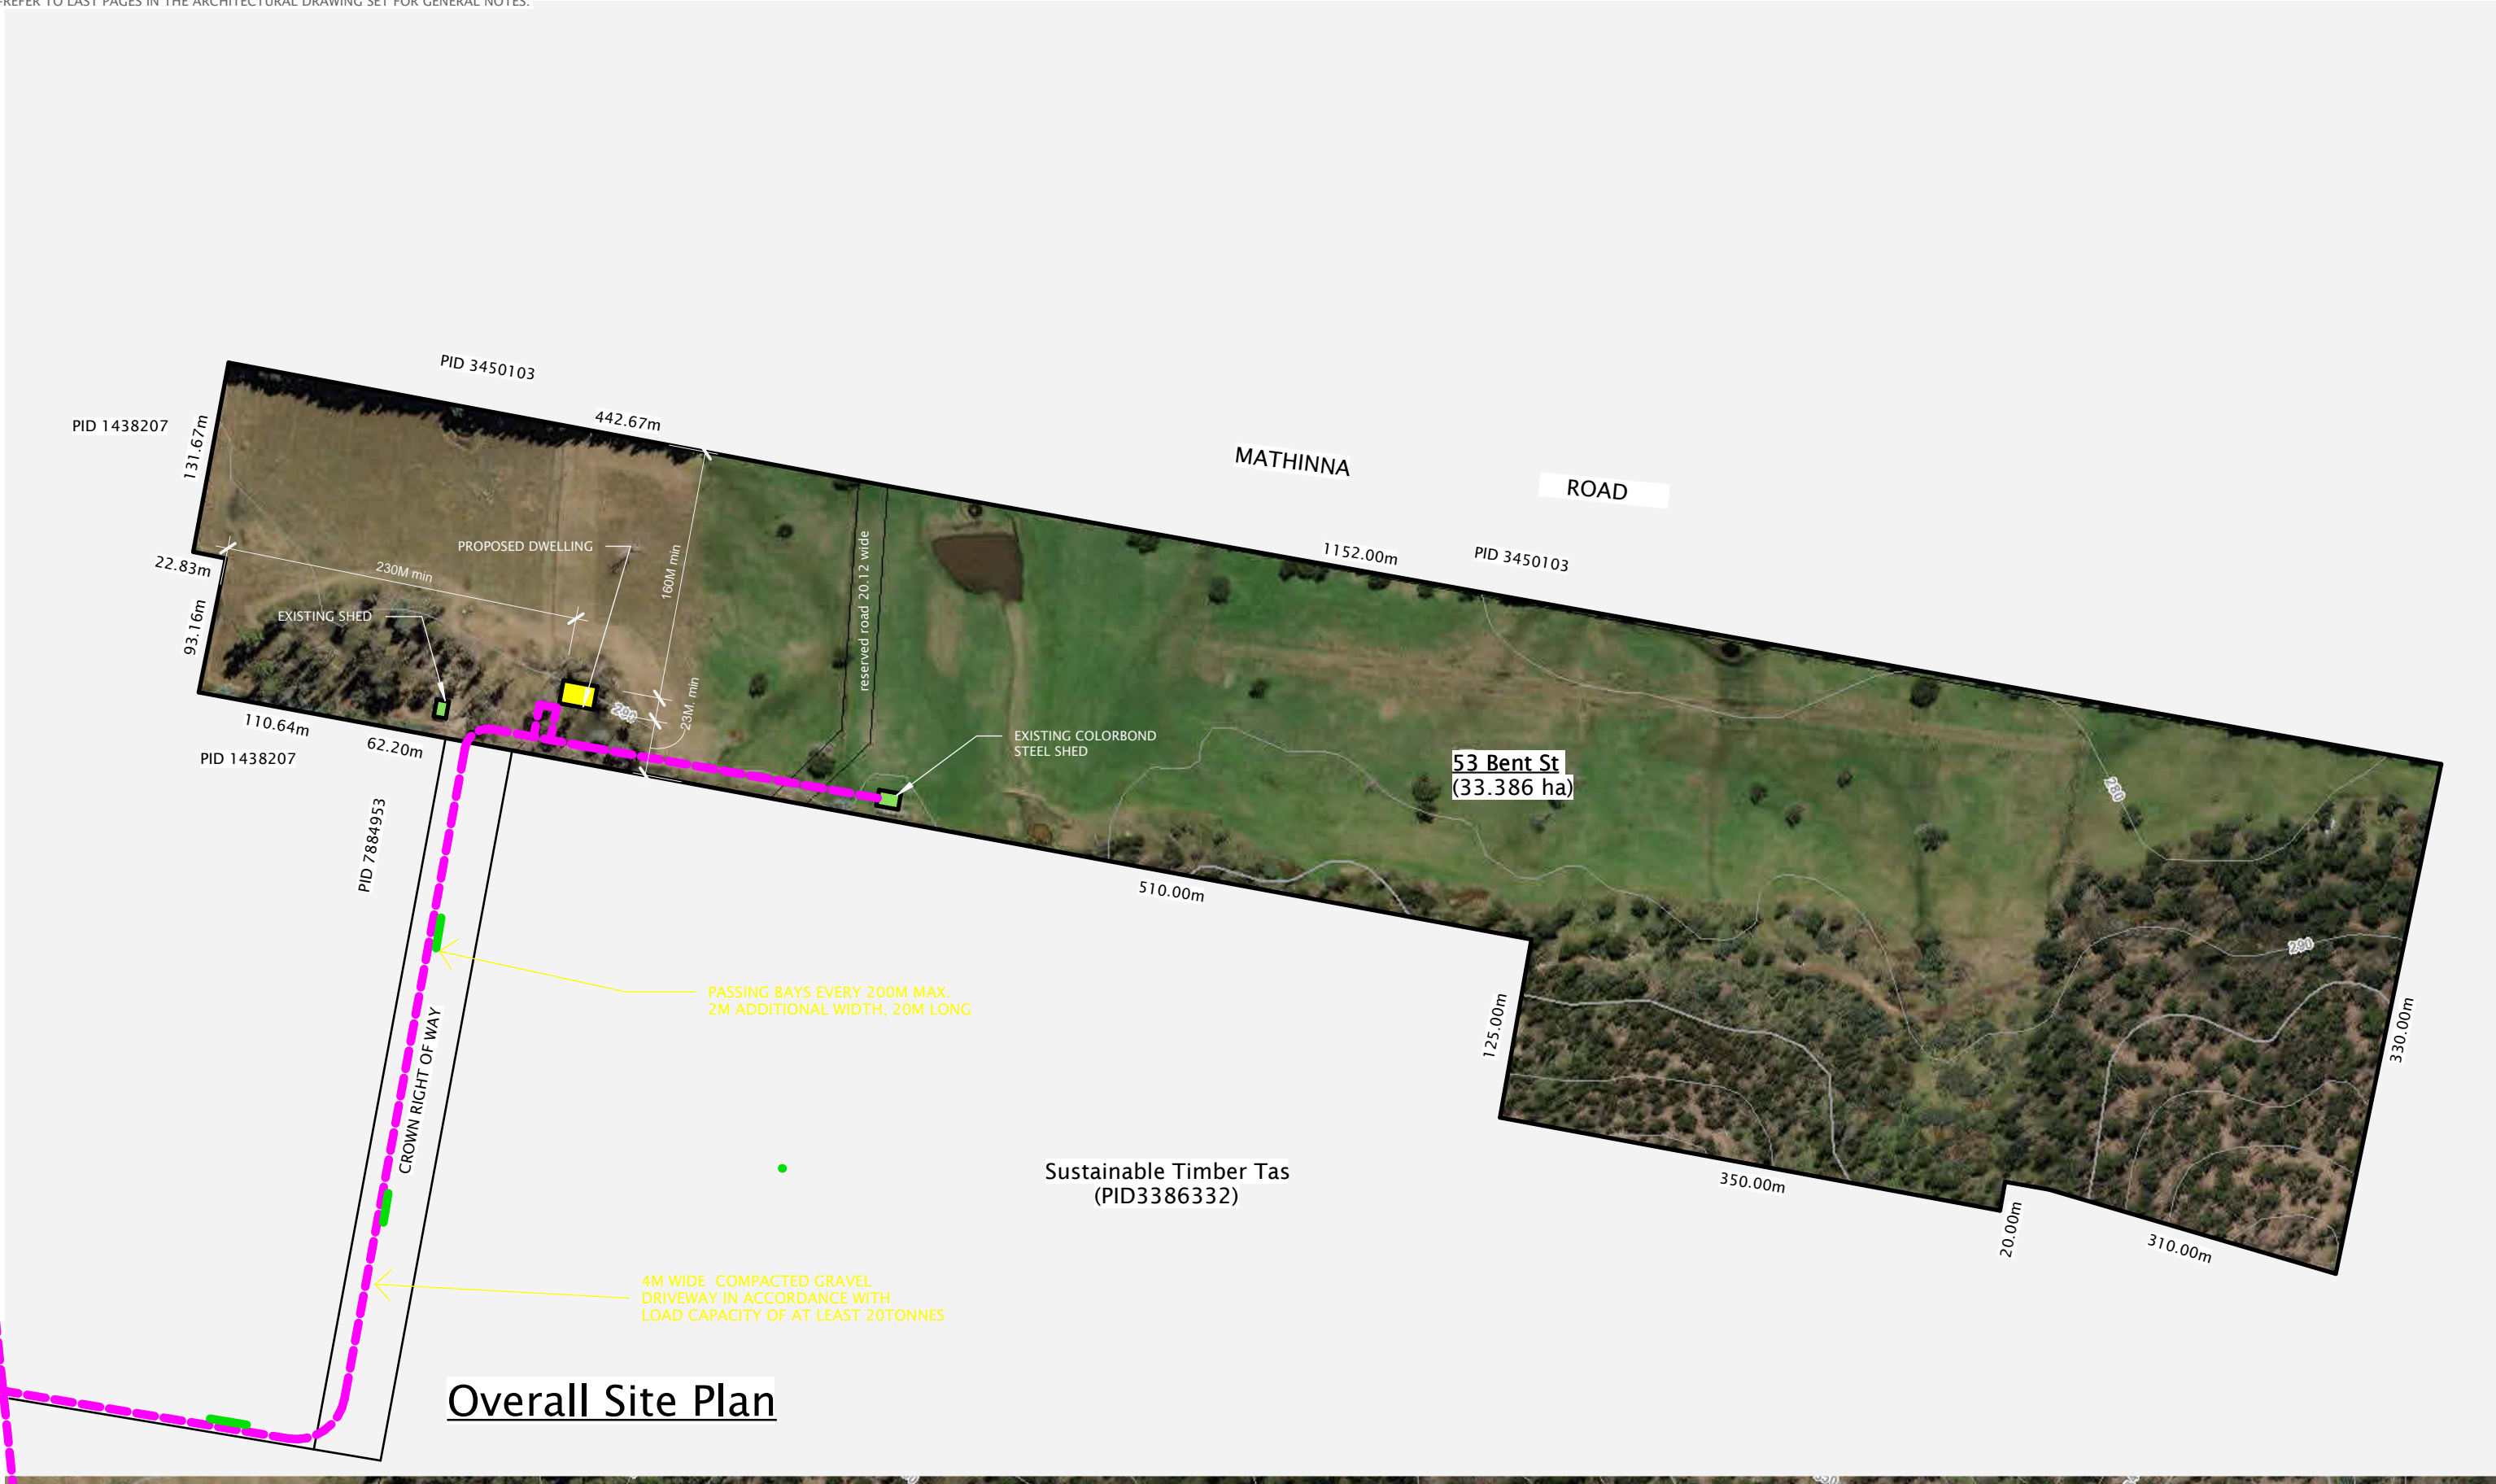 -REFER TO LAST PAGES IN THE ARCHITECTURAL DRAWING SET FOR GENERAL NOTES.
PID 3450103
442.67m
PID 1438207
131.67m
MATHINNA
ROAD
PROPOSED DWELLING
160M min
reserved road 20.12 wide
1152.00m
PID 3450103
22.83m
230M min
EXISTING SHED
93.16m
290
23M. min
110.64m
62.20m
PID 1438207
EXISTING COLORBOND
STEEL SHED
53 Bent St
(33.386 ha)
280
PID 7884953
510.00m
290
PASSING BAYS EVERY 200M MAX.
2M ADDITIONAL WIDTH, 20M LONG
125.00m
330.00m
CROWN RIGHT OF WAY
Sustainable Timber Tas
(PID3386332)
350.00m
20.00m
310.00m
4M WIDE  COMPACTED GRAVEL
DRIVEWAY IN ACCORDANCE WITH
LOAD CAPACITY OF AT LEAST 20TONNES
Overall Site Plan